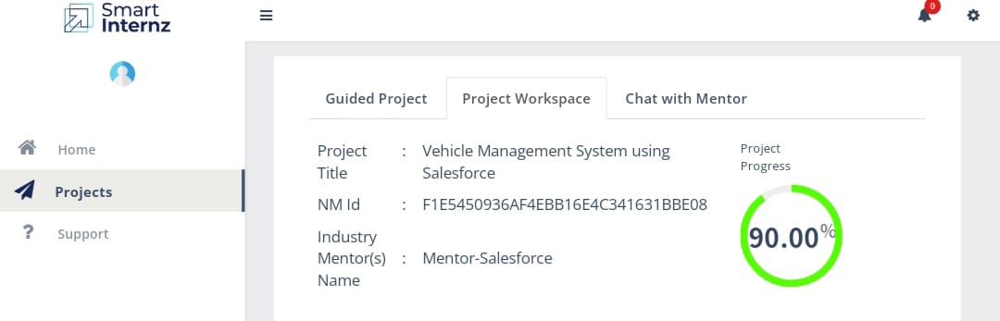 Smart
Internz
0
Home
Projects
? Support
Guided Project Project Workspace Chat with Mentor
Project Title : Vehicle Management System using Salesforce
NM Id : F1E5450936AF4EBB16E4C341631BBE08
Industry Mentor(s) Name : Mentor-Salesforce
Project
Progress
90.00%